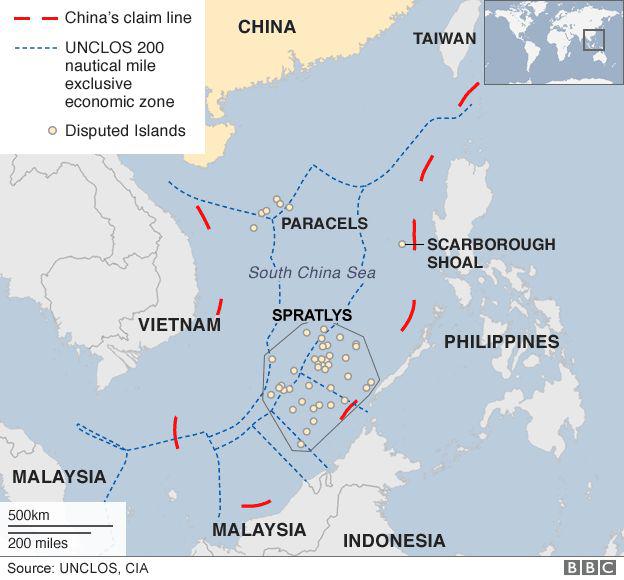 China's claim line
UNCLOS 200
nautical mile
exclusive
economic zone
Disputed Islands
CHINA
TAIWAN
PARACELS
SCARBOROUGH
SHOAL
South China Sea
SPRATLYS
VIETNAM
PHILIPPINES
MALAYSIA
500km
200 miles
MALAYSIA
INDONESIA
Source: UNCLOS, CIA
BBC